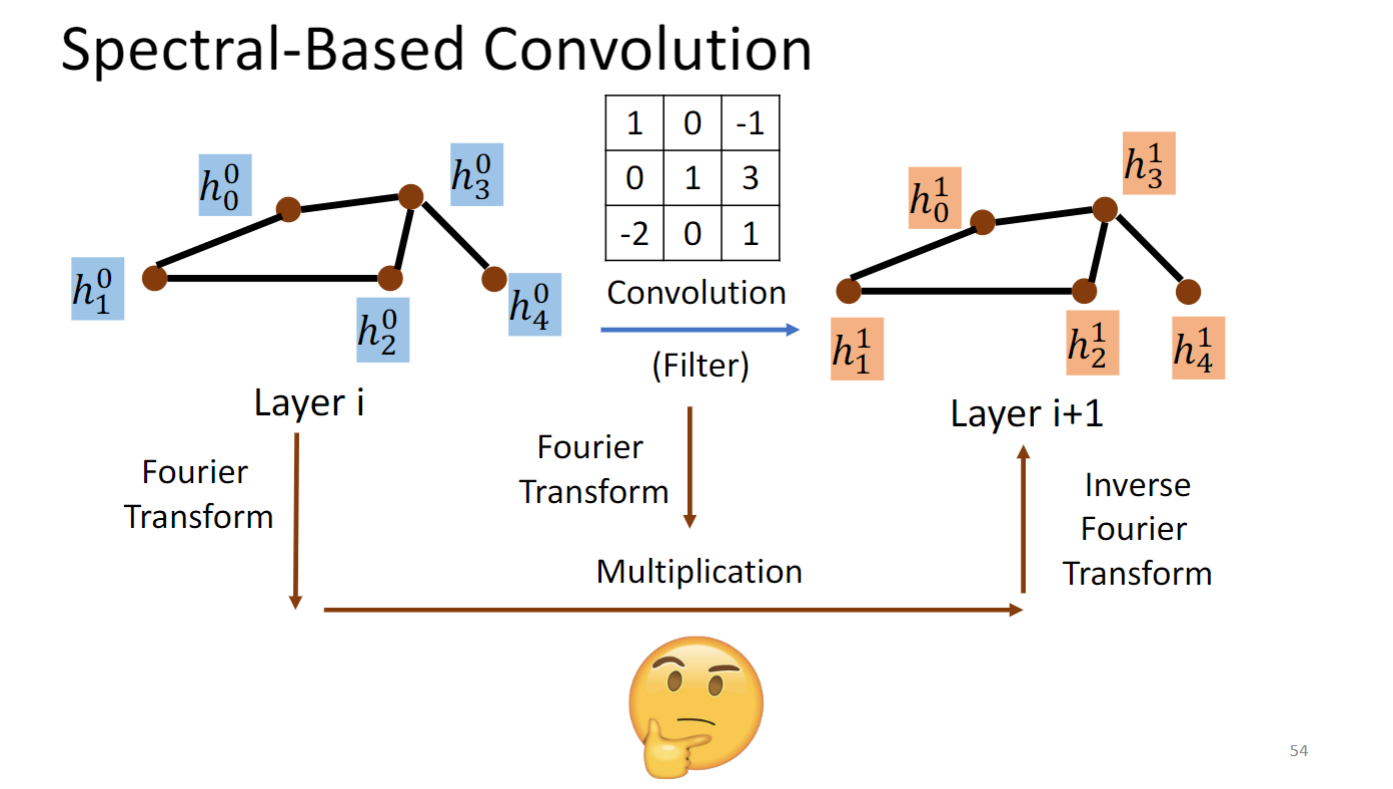 Spectral-Based Convolution
1 0 -1
0 1 3
-2 0 1
h_0^0
h_3^0
h_1^0
h_2^0
h_4^0
Layer i
Convolution
(Filter)
h_0^1
h_3^1
h_1^1
h_2^1
h_4^1
Layer i+1
Fourier
Transform
Fourier
Transform
Inverse
Fourier
Transform
Multiplication
54